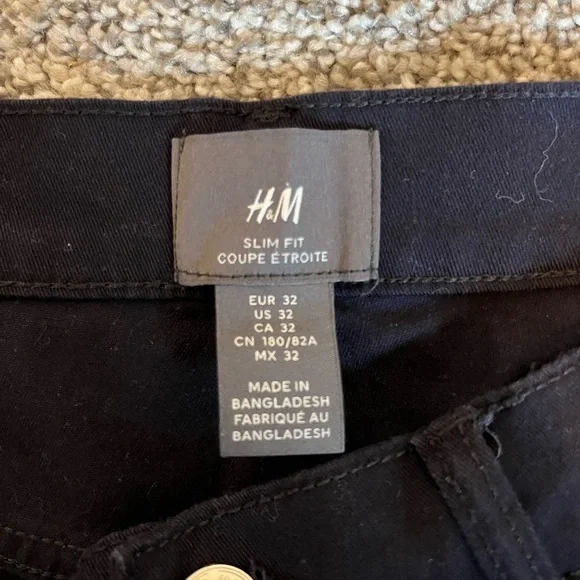 H&M
SLIM FIT
COUPE ÉTROITE
EUR 32
US 32
CA 32
CN 180/82A
MX 32
MADE IN
BANGLADESH
FABRIQUÉ AU
BANGLADESH